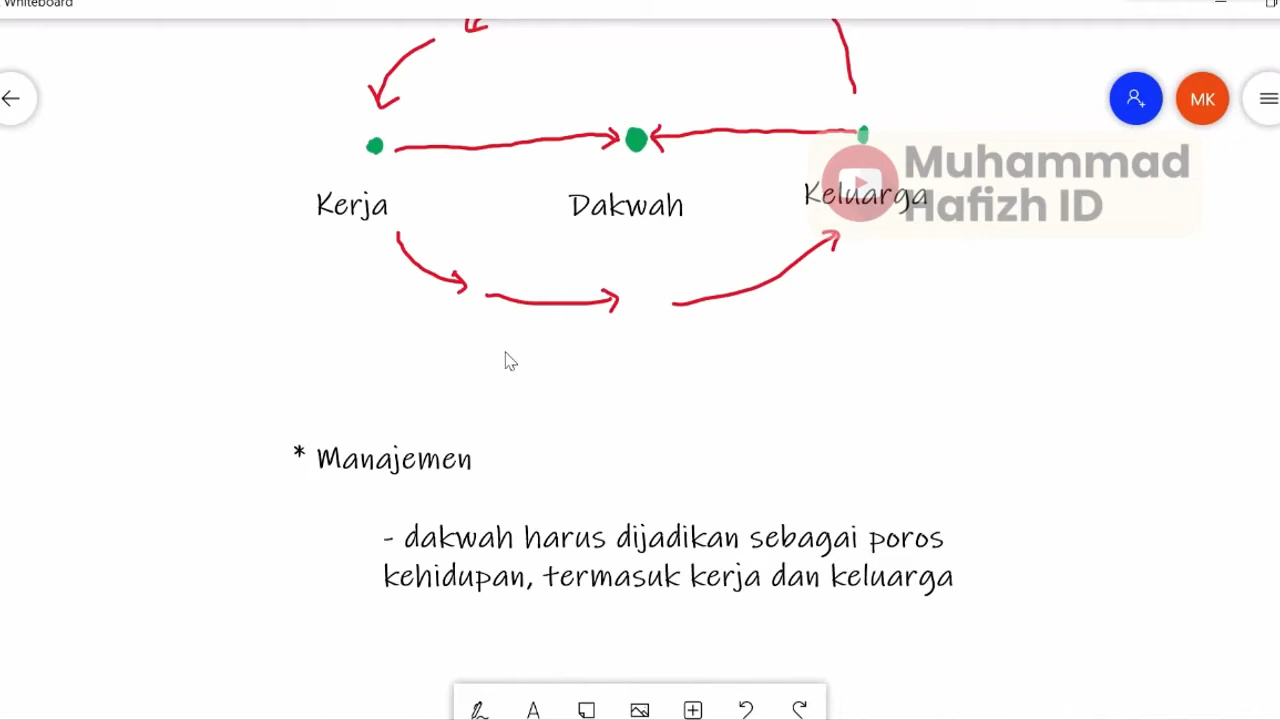 Whiteboard
MK
Muhammad
Hafizh ID
Kerja
Dakwah
Keluarga
* Manajemen
- dakwah harus dijadikan sebagai poros
kehidupan, termasuk kerja dan keluarga
A